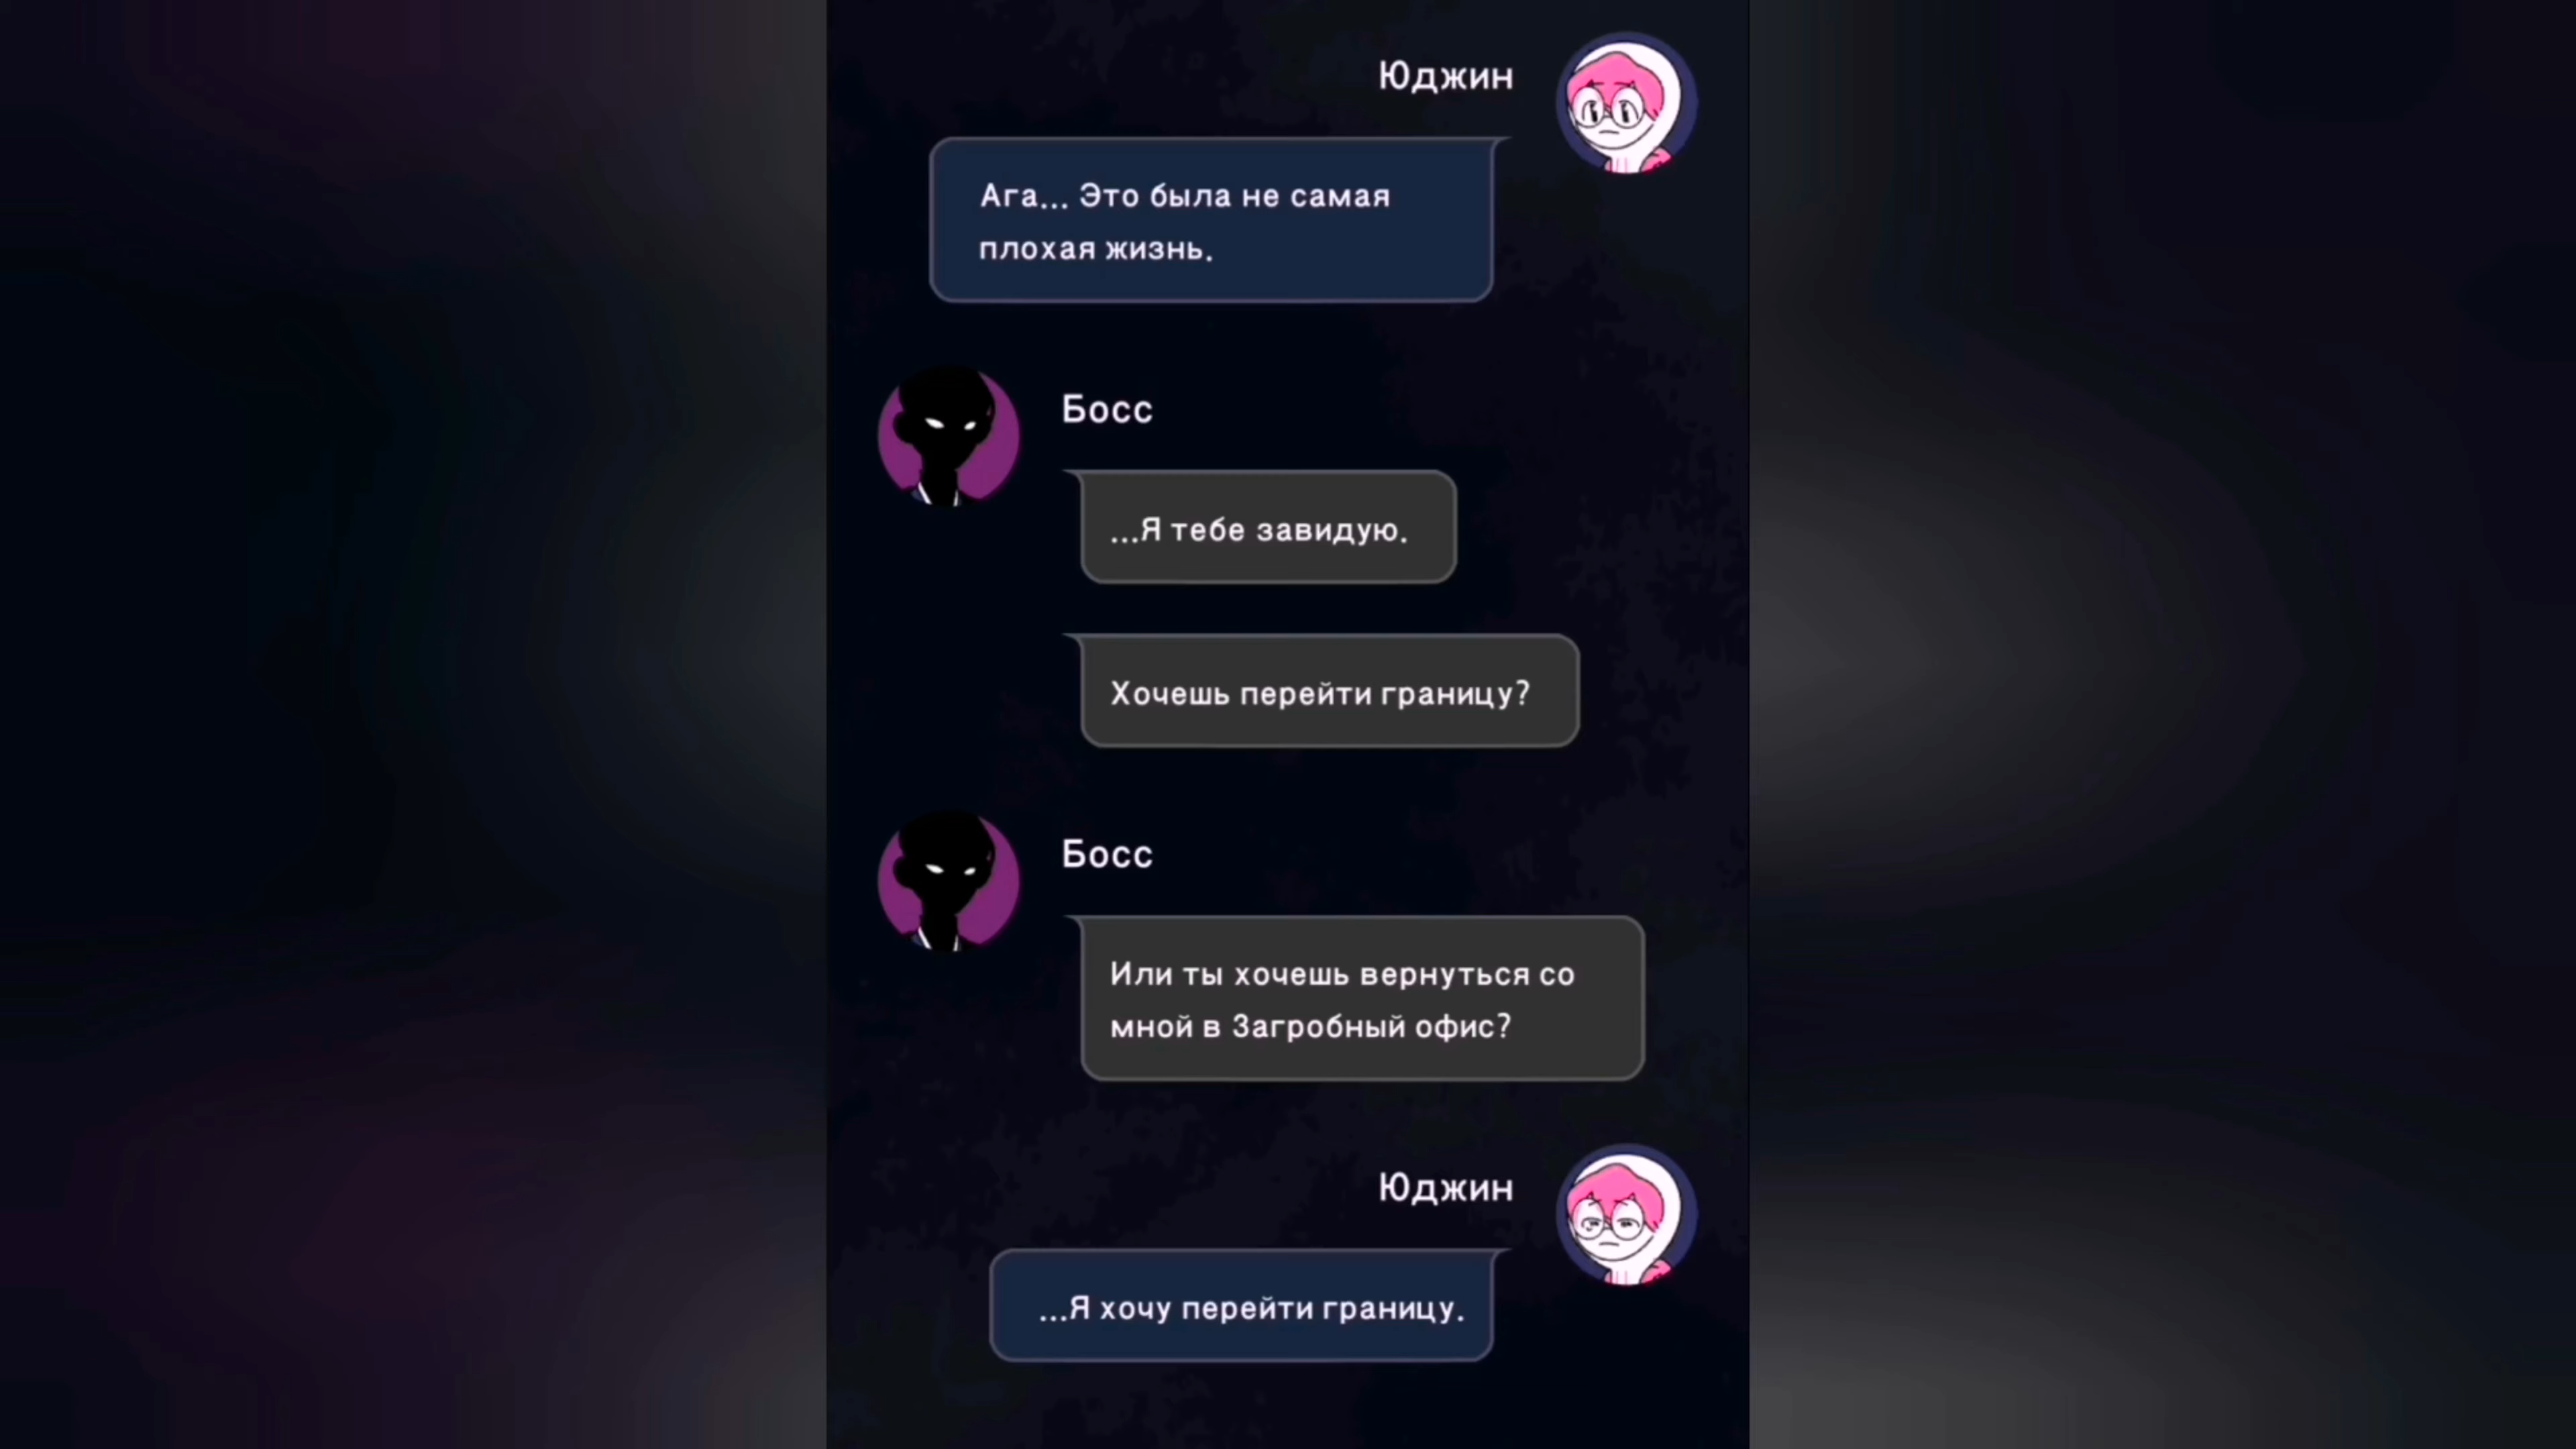 Юджин
Ага... Это была не самая
плохая жизнь.
Босс
...Я тебе завидую.
Хочешь перейти границу?
Босс
Или ты хочешь вернуться со
мной в Загробный офис?
Юджин
...Я хочу перейти границу.